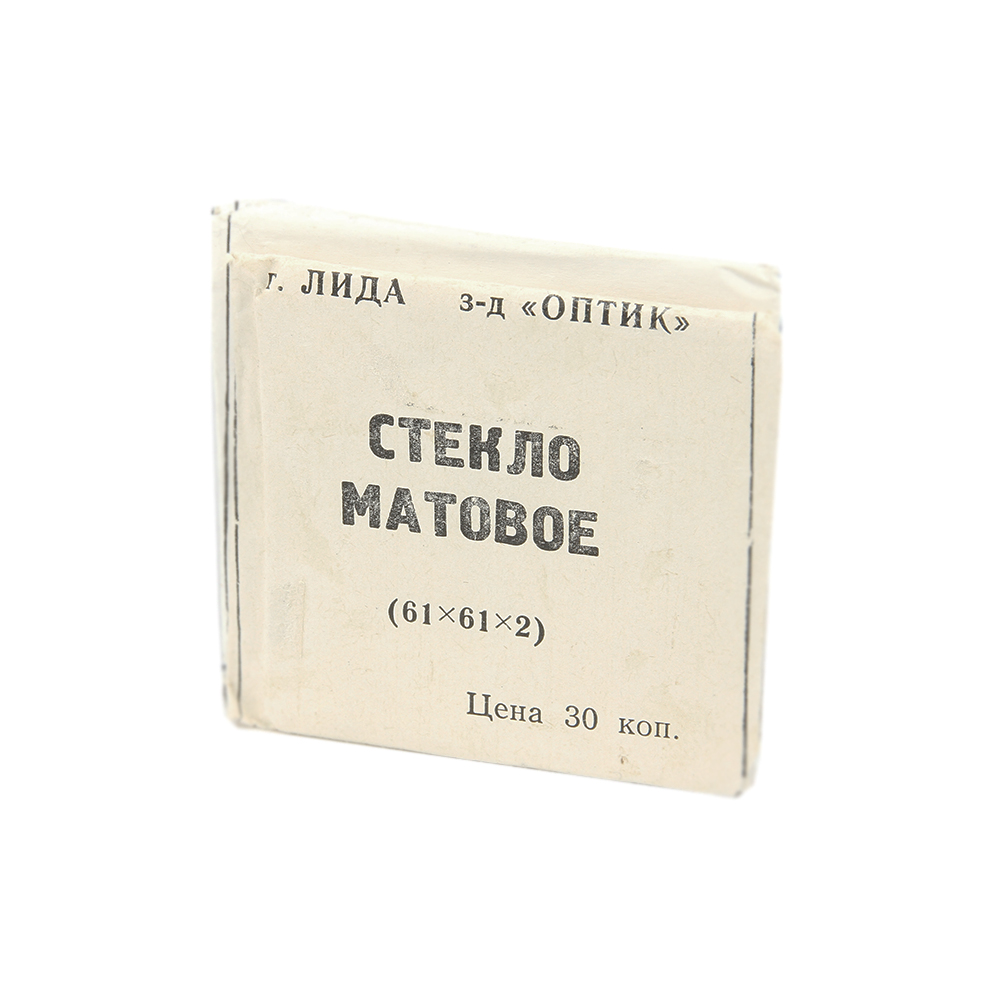 г. ЛИДА з-д «ОПТИК»
СТЕКЛО
МАТОВОЕ
(61×61×2)
Цена 30 коп.